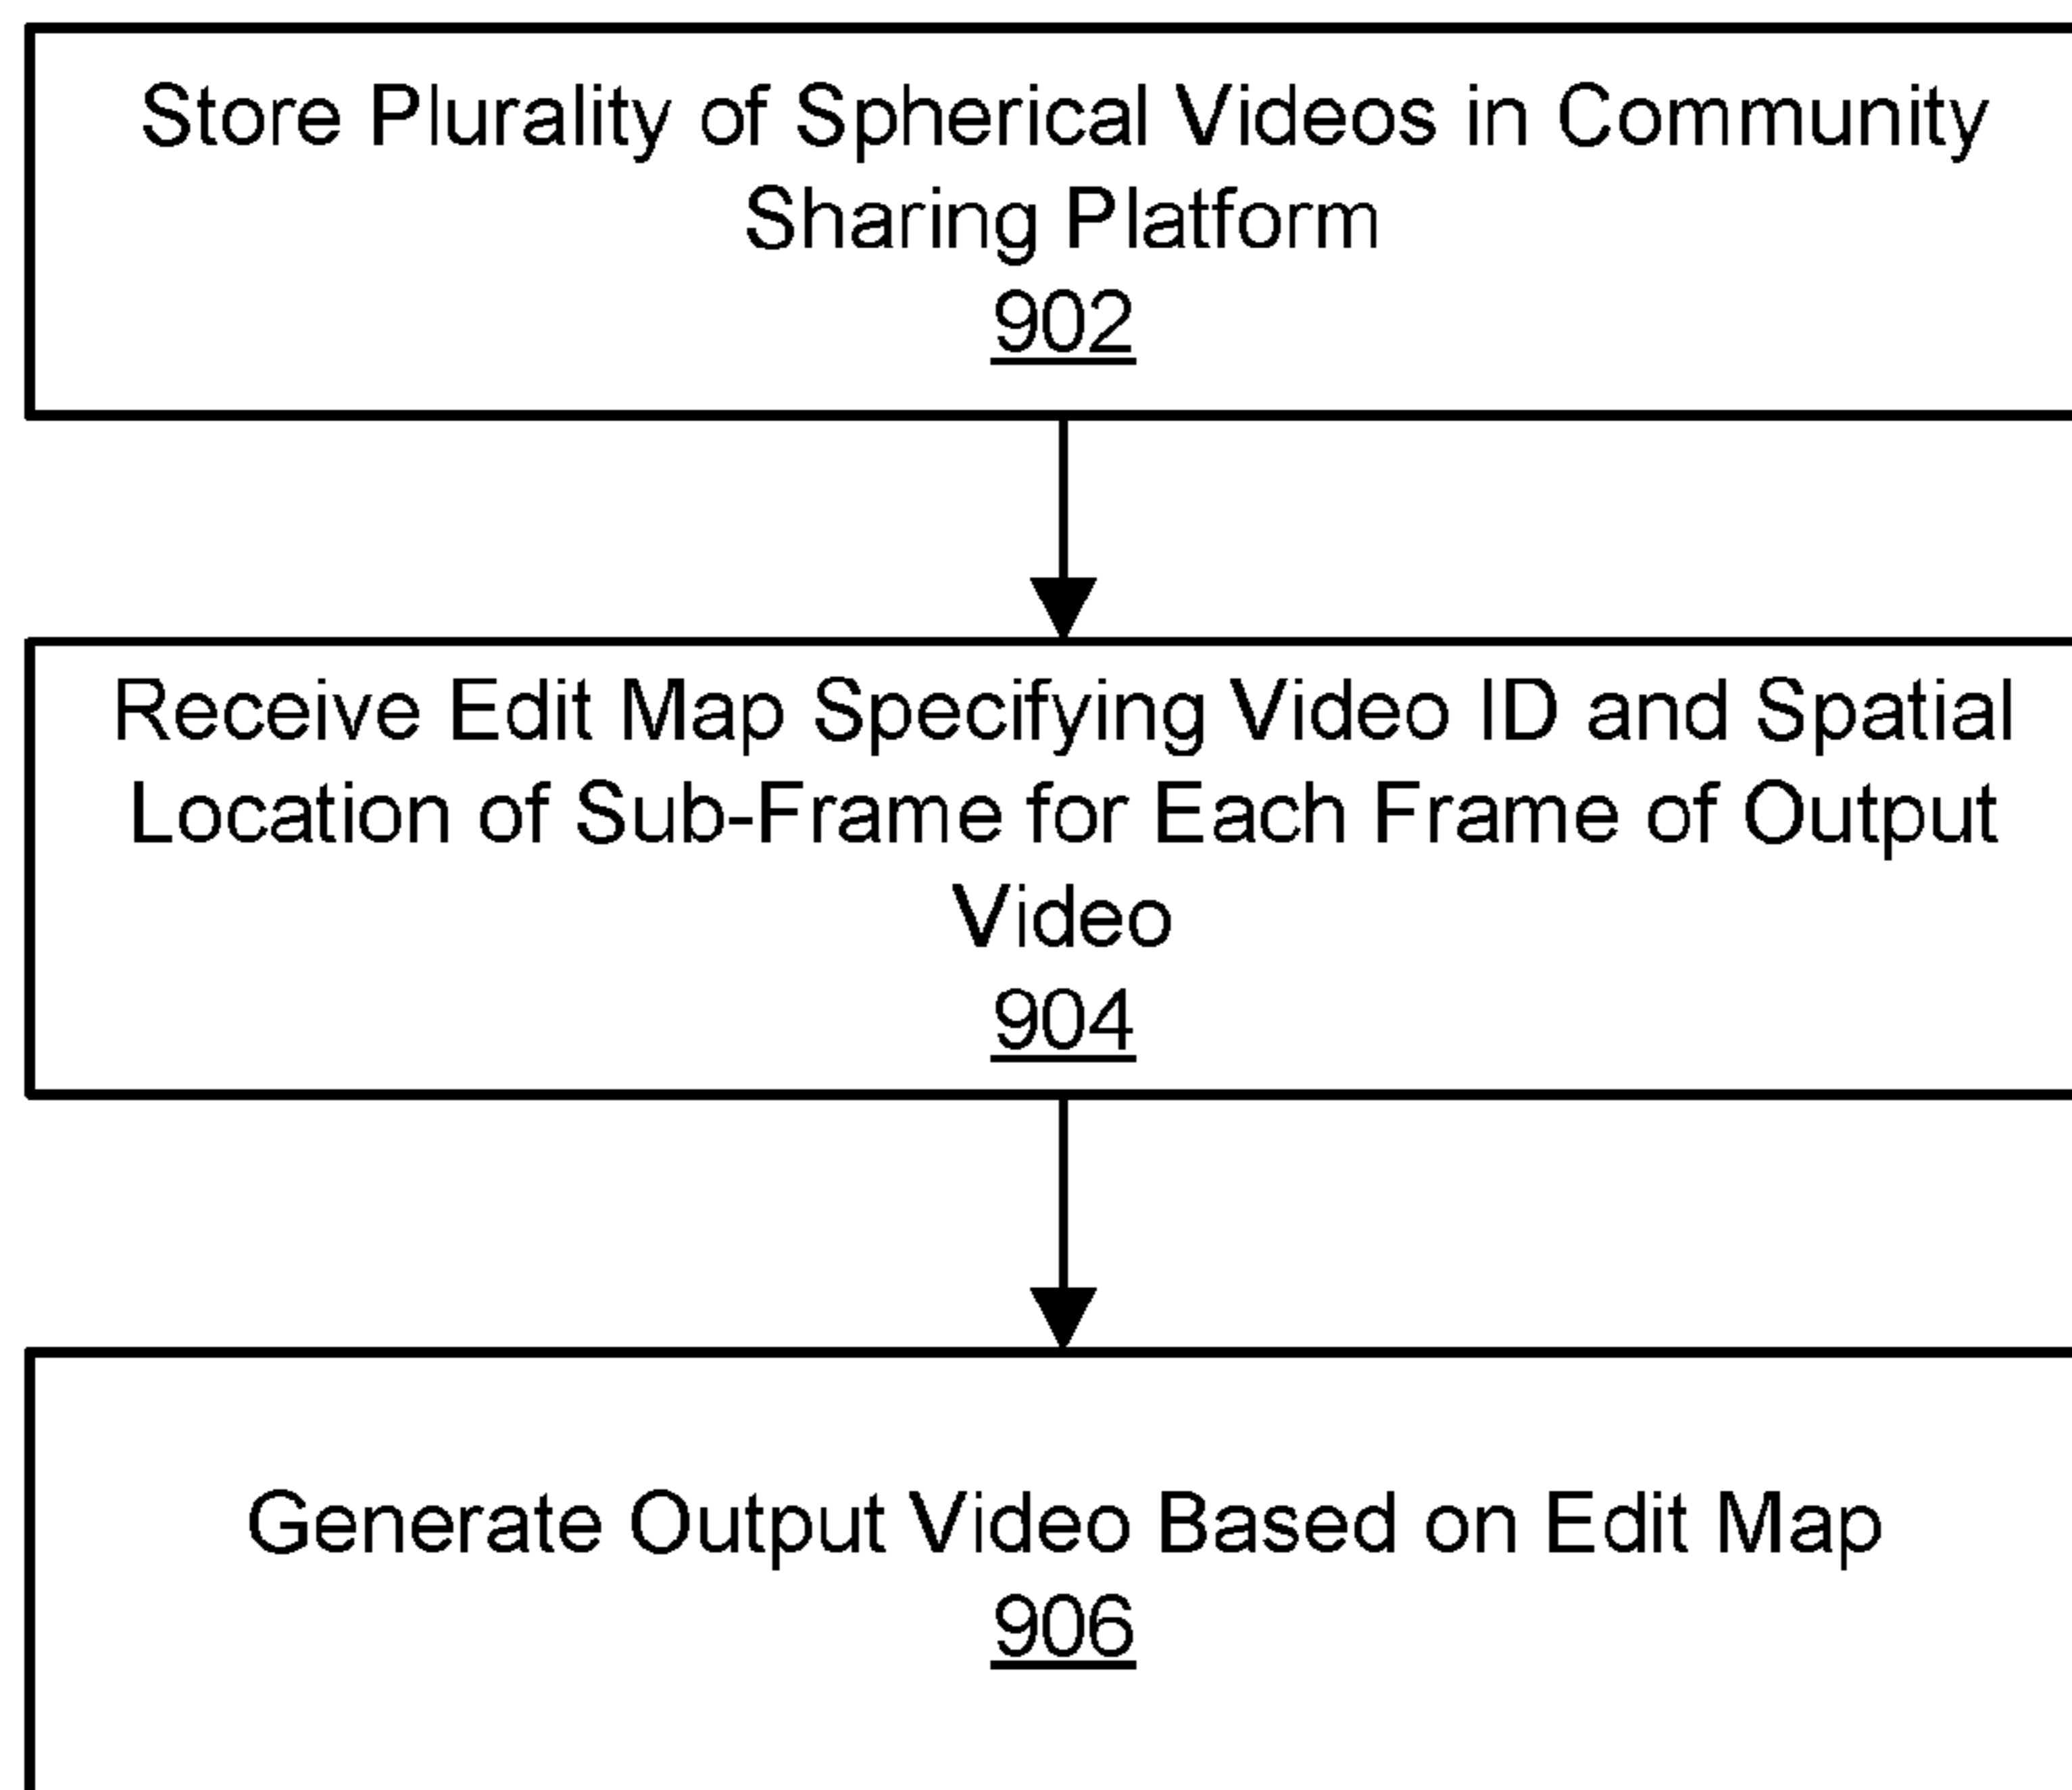 Store Plurality of Spherical Videos in Community
Sharing Platform
902
Receive Edit Map Specifying Video ID and Spatial
Location of Sub-Frame for Each Frame of Output
Video
904
Generate Output Video Based on Edit Map
906